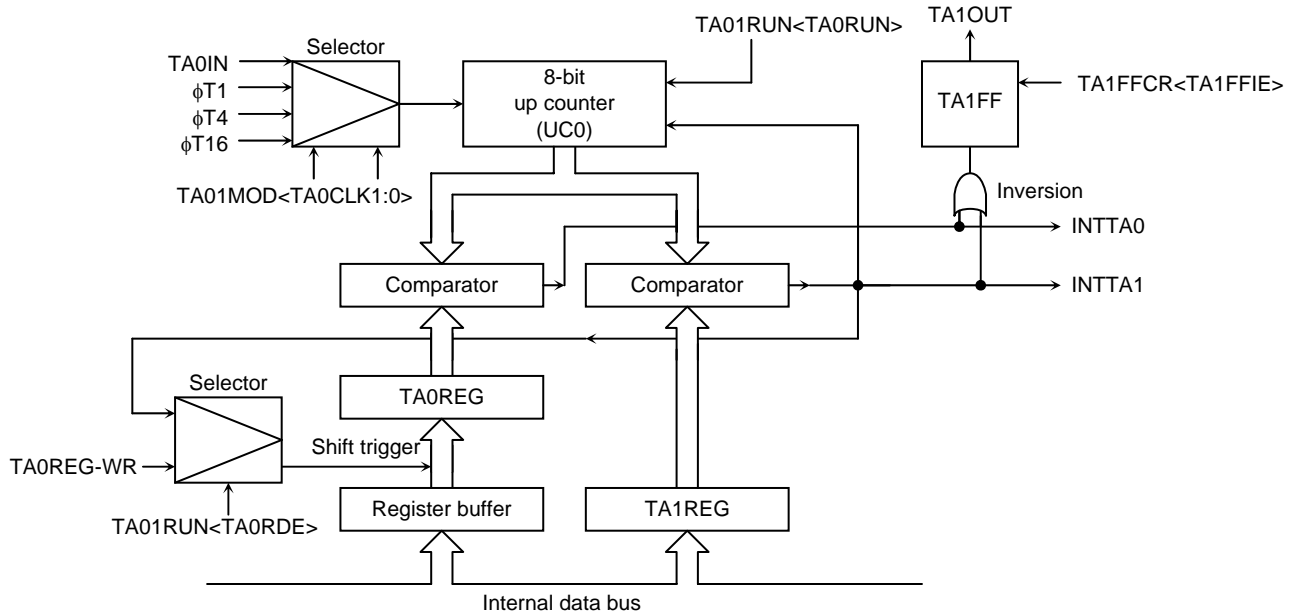 TA1OUT
TA01RUN<TA0RUN>
Selector
TA0IN
ϕT1
ϕT4
ϕT16
8-bit
up counter
(UC0)
TA1FF
TA1FFCR<TA1FFIE>
TA01MOD<TA0CLK1:0>
Inversion
INTTA0
Comparator
Comparator
INTTA1
Selector
TA0REG
Shift trigger
TA0REG-WR
Register buffer
TA1REG
TA01RUN<TA0RDE>
Internal data bus